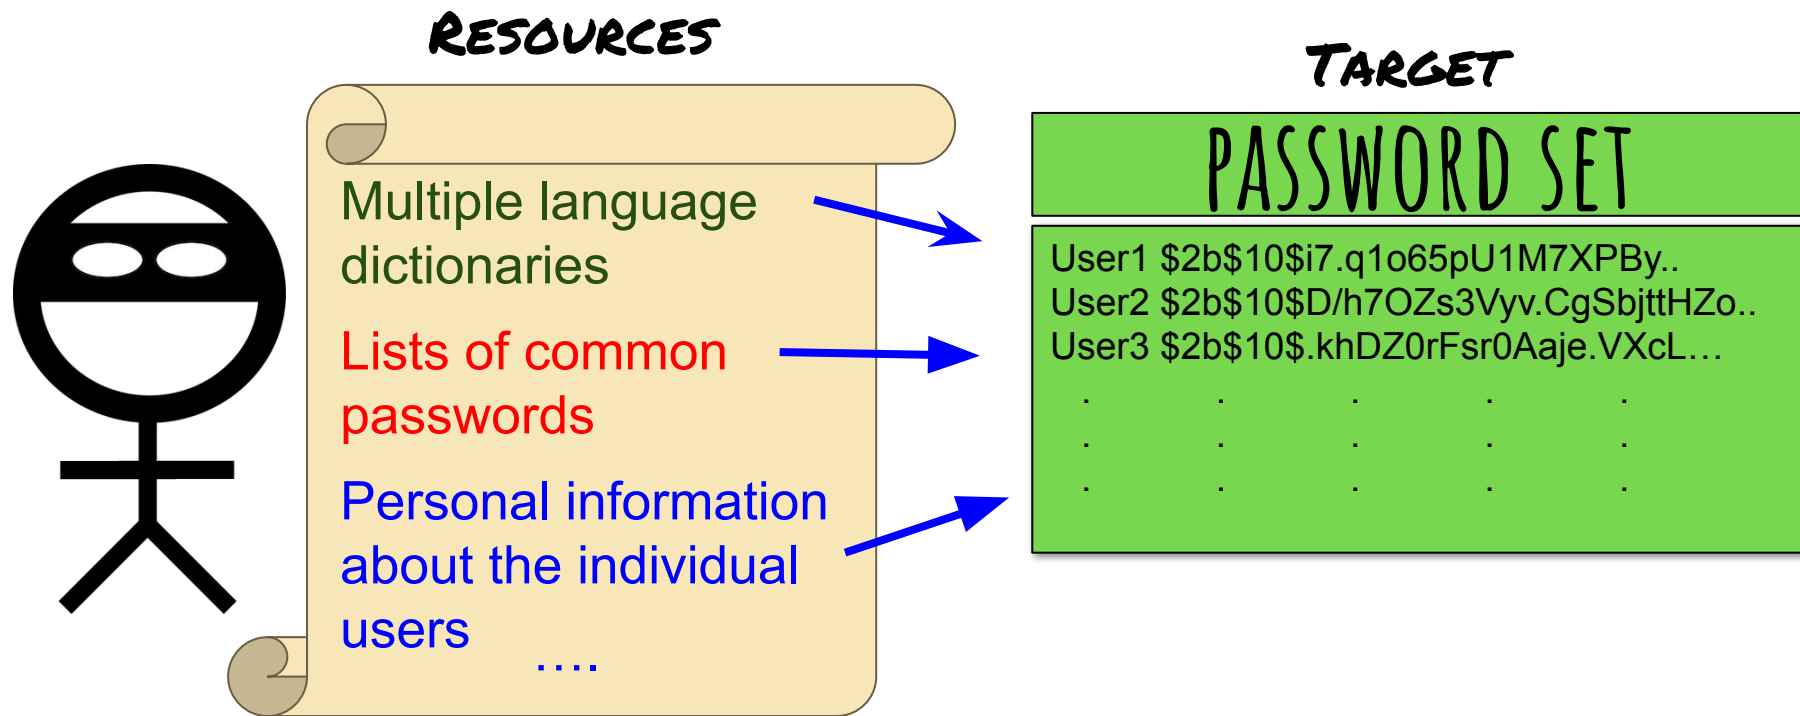 RESOURCES
Multiple language
dictionaries
Lists of common
passwords
Personal information
about the individual
users
....
TARGET
PASSWORD SET
User1 $2b$10$i7.q1o65pU1M7XPBy..
User2 $2b$10$D/h7OZs3Vyv.CgSbjttHZo..
User3 $2b$10$.khDZ0rFsr0Aaje.VXcL…
. . . . .
. . . . .
. . . . .